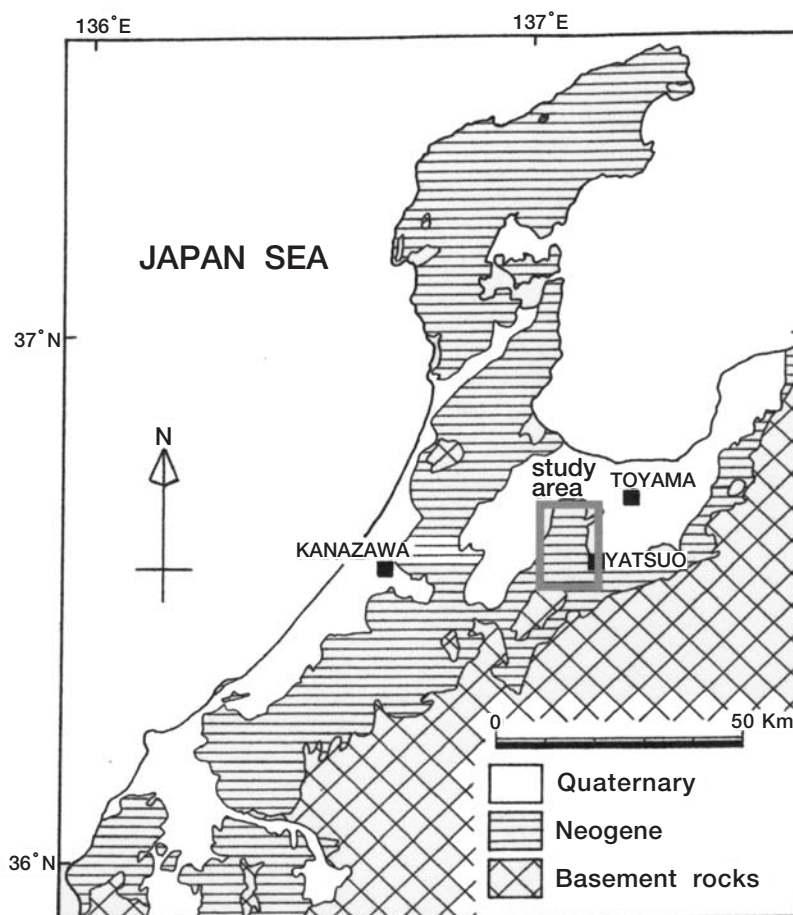 136°E
137°E
JAPAN SEA
37°N
N
study
area
TOYAMA
KANAZAWA
YATSUO
0
50 Km
Quaternary
Neogene
36°N
Basement rocks